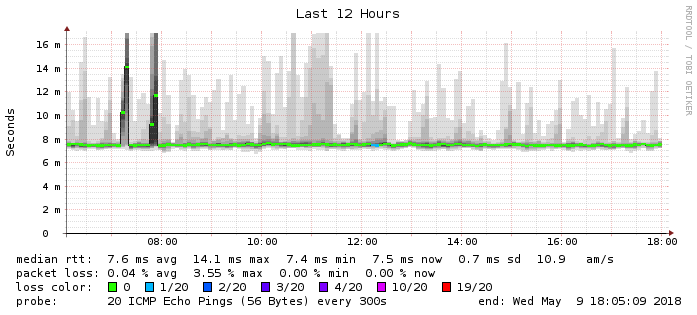 Last 12 Hours
RRDTOOL / TOBI OETIKER
Seconds
16 m
14 m
12 m
10 m
8 m
6 m
4 m
2 m
0
08:00 10:00 12:00 14:00 16:00 18:00
median rtt: 7.6 ms avg 14.1 ms max 7.4 ms min 7.5 ms now 0.7 ms sd 10.9 am/s
packet loss: 0.04 % avg 3.55 % max 0.00 % min 0.00 % now
loss color: 0 1/20 2/20 3/20 4/20 10/20 19/20
probe: 20 ICMP Echo Pings (56 Bytes) every 300s end: Wed May 9 18:05:09 2018